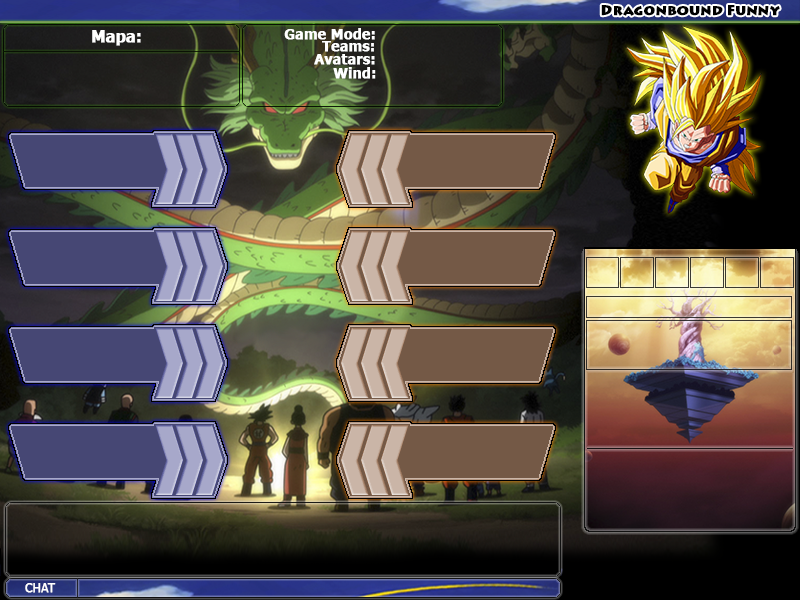 Dragonbound Funny
Mapa:
Game Mode:
Teams:
Avatars:
Wind:
CHAT